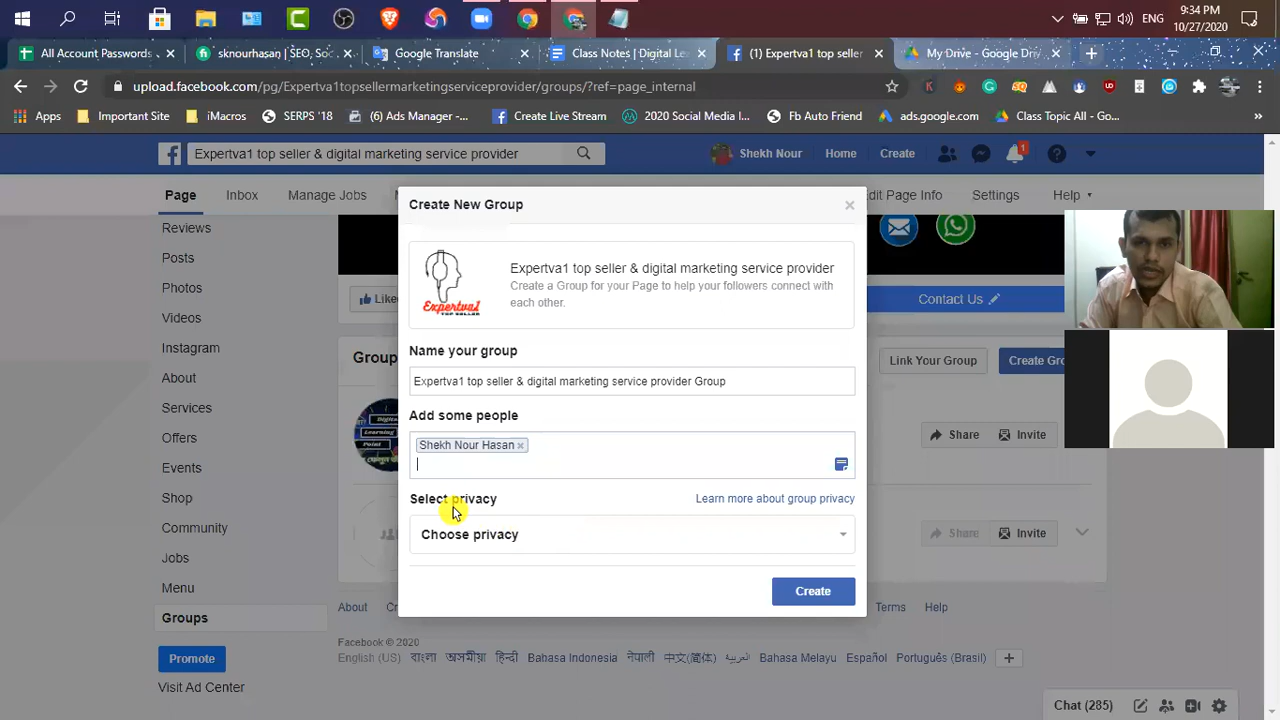 ENG
9:34 PM
10/27/2020
All Account Passwords
sknourhasan | SEO, Soc
Google Translate
Class Notes | Digital Le
(1) Expertva1 top seller
My Drive - Google Dri
upload.facebook.com/pg/Expertva1topsellermarketingserviceprovider/groups/?ref=page_internal
Apps
Important Site
iMacros
SERPS '18
(6) Ads Manager - ...
Create Live Stream
2020 Social Media I...
Fb Auto Friend
ads.google.com
Class Topic All - Go...
Expertva1 top seller & digital marketing service provider
Shekh Nour
Home
Create
1
Page
Inbox
Manage Jobs
Edit Page Info
Settings
Help
Create New Group
Reviews
Posts
Photos
Videos
Instagram
About
Services
Offers
Events
Shop
Community
Jobs
Menu
Groups
Promote
Visit Ad Center
Expertva1
TOP SELLER
Expertva1 top seller & digital marketing service provider
Create a Group for your Page to help your followers connect with
each other.
Contact Us
Link Your Group
Share
Invite
Share
Invite
Name your group
Expertva1 top seller & digital marketing service provider Group
Add some people
Shekh Nour Hasan
Select privacy
Learn more about group privacy
Choose privacy
Create
About
Terms
Help
Facebook © 2020
English (US)
বাংলা
অসমীয়া
हिन्दी
Bahasa Indonesia
नेपाली
中文(简体)
العربية
Bahasa Melayu
Español
Português (Brasil)
Chat (285)